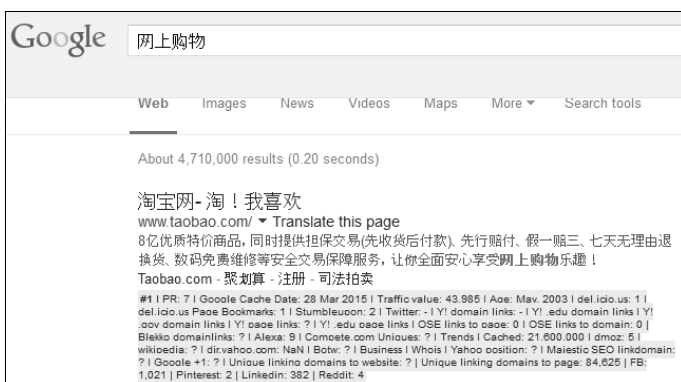 Google 网上购物
Web Images News Videos Maps More Search tools
About 4,710,000 results (0.20 seconds)
淘宝网- 淘！我喜欢
www.taobao.com/ Translate this page
8亿优质特价商品，同时提供担保交易(先收货后付款)、先行赔付、假一赔三、七天无理由退
换货、数码免费维修等安全交易保障服务，让你全面安心享受网上购物乐趣！
Taobao.com - 聚划算 - 注册 - 司法拍卖
#1 | PR: 7 | Google Cache Date: 28 Mar 2015 | Traffic value: 43.985 | Age: May, 2003 | del.icio.us: 1 |
del.icio.us Page Bookmarks: 1 | Stumbleupon: 2 | Twitter: - | Y! domain links: - | Y! .edu domain links | Y!
.gov domain links | Y! page links: ? | Y! .edu page links | OSE links to page: 0 | OSE links to domain: 0 |
Blekko domainlinks: ? | Alexa: 9 | Compete.com Uniques: ? | Trends | Cached: 21.600.000 | dmoz: 5 |
wikipedia: ? | dir.yahoo.com: NaN | Botw: ? | Business | Whois | Yahoo position: ? | Majestic SEO linkdomain:
? | Google +1: ? | Unique linking domains to website: ? | Unique linking domains to page: 84,625 | FB:
1,021 | Pinterest: 2 | Linkedin: 382 | Reddit: 4